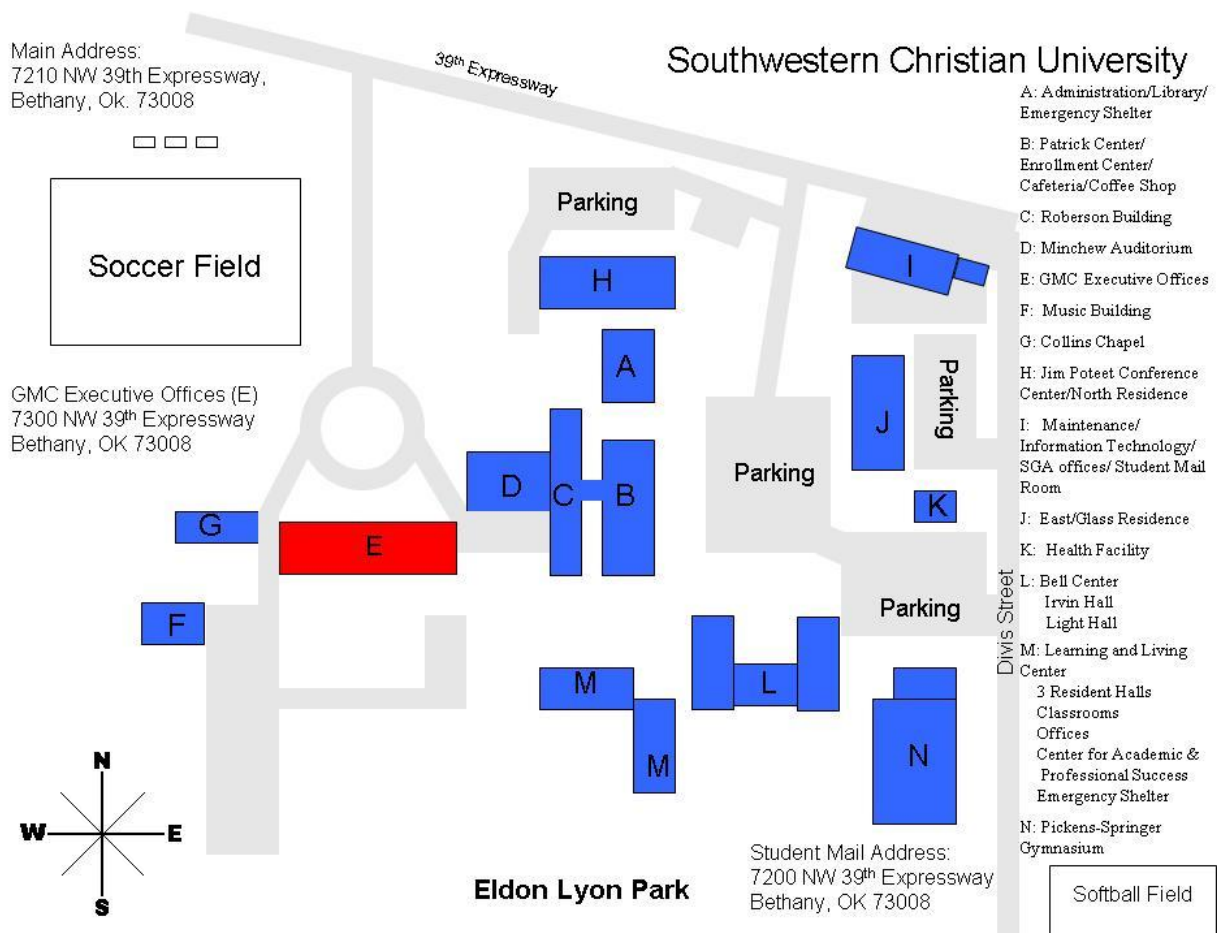 Main Address:
7210 NW 39th Expressway,
Bethany, Ok. 73008
39th Expressway
Southwestern Christian University
A: Administration/Library/
Emergency Shelter
B: Patrick Center/
Enrollment Center/
Cafeteria/Coffee Shop
C: Roberson Building
D: Minchew Auditorium
E: GMC Executive Offices
F: Music Building
G: Collins Chapel
H: Jim Poteet Conference
Center/North Residence
I: Maintenance/
Information Technology/
SGA offices/ Student Mail
Room
J: East/Glass Residence
K: Health Facility
L: Bell Center
Irvin Hall
Light Hall
M: Learning and Living
Center
3 Resident Halls
Classrooms
Offices
Center for Academic &
Professional Success
Emergency Shelter
N: Pickens-Springer
Gymnasium
Soccer Field
Parking
H
I
A
GMC Executive Offices (E)
7300 NW 39th Expressway
Bethany, OK 73008
J
Parking
Parking
D
C
B
K
G
E
F
Parking
Divis Street
M
L
M
N
N
W
E
S
Eldon Lyon Park
Student Mail Address:
7200 NW 39th Expressway
Bethany, OK 73008
Softball Field